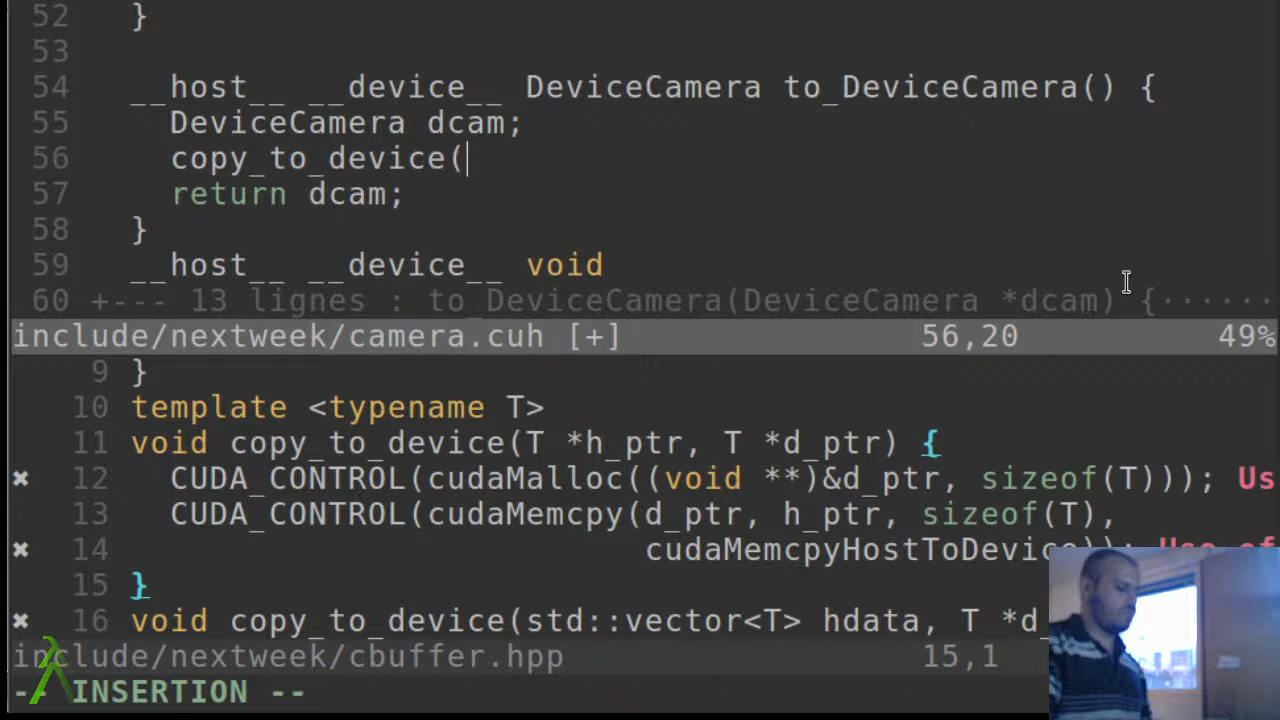 52   }
53
54   __host__ __device__ DeviceCamera to_DeviceCamera() {
55     DeviceCamera dcam;
56     copy_to_device(
57     return dcam;
58   }
59   __host__ __device__ void
60 +--- 13 lignes : to_DeviceCamera(DeviceCamera *dcam) {······
include/nextweek/camera.cuh [+] 56,20 49%
9 }
10 template <typename T>
11 void copy_to_device(T *h_ptr, T *d_ptr) {
✖ 12   CUDA_CONTROL(cudaMalloc((void **)&d_ptr, sizeof(T))); Us
13   CUDA_CONTROL(cudaMemcpy(d_ptr, h_ptr, sizeof(T),
✖ 14                           cudaMemcpyHostToDevice)); Use of
15 }
✖ 16 void copy_to_device(std::vector<T> hdata, T *d_
include/nextweek/cbuffer.hpp 15,1
-- INSERTION --